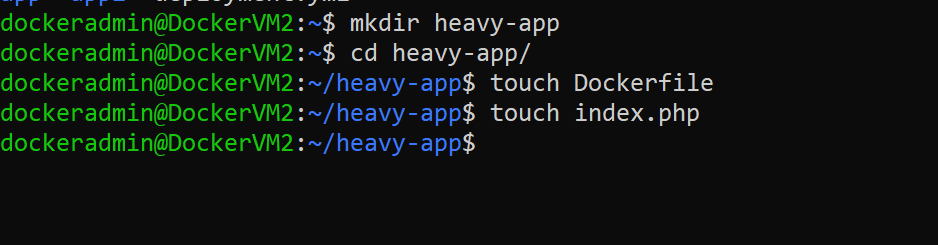 dockeradmin@DockerVM2:~$ mkdir heavy-app
dockeradmin@DockerVM2:~$ cd heavy-app/
dockeradmin@DockerVM2:~/heavy-app$ touch Dockerfile
dockeradmin@DockerVM2:~/heavy-app$ touch index.php
dockeradmin@DockerVM2:~/heavy-app$